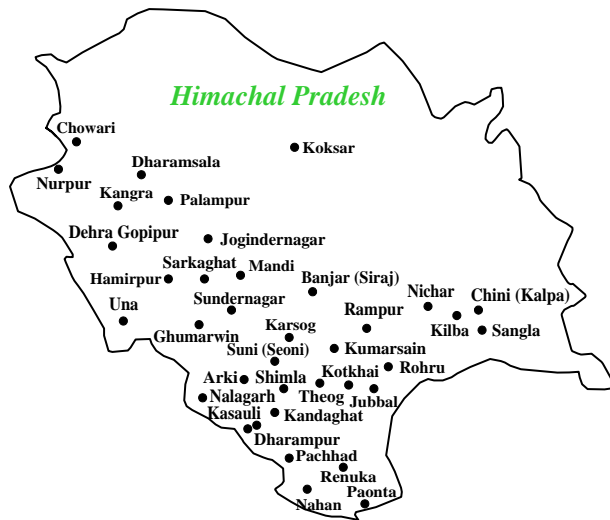 Himachal Pradesh
Chowari
Koksar
Dharamsala
Nurpur
Kangra
Palampur
Dehra Gopipur
Jogindernagar
Sarkaghat
Mandi
Hamirpur
Banjar (Siraj)
Nichar
Chini (Kalpa)
Una
Sundernagar
Rampur
Ghumarwin
Karsog
Kilba
Sangla
Suni (Seoni)
Kumarsain
Arki
Shimla
Kotkhai
Rohru
Nalagarh
Theog
Jubbal
Kasauli
Kandaghat
Dharampur
Pachhad
Renuka
Nahan
Paonta